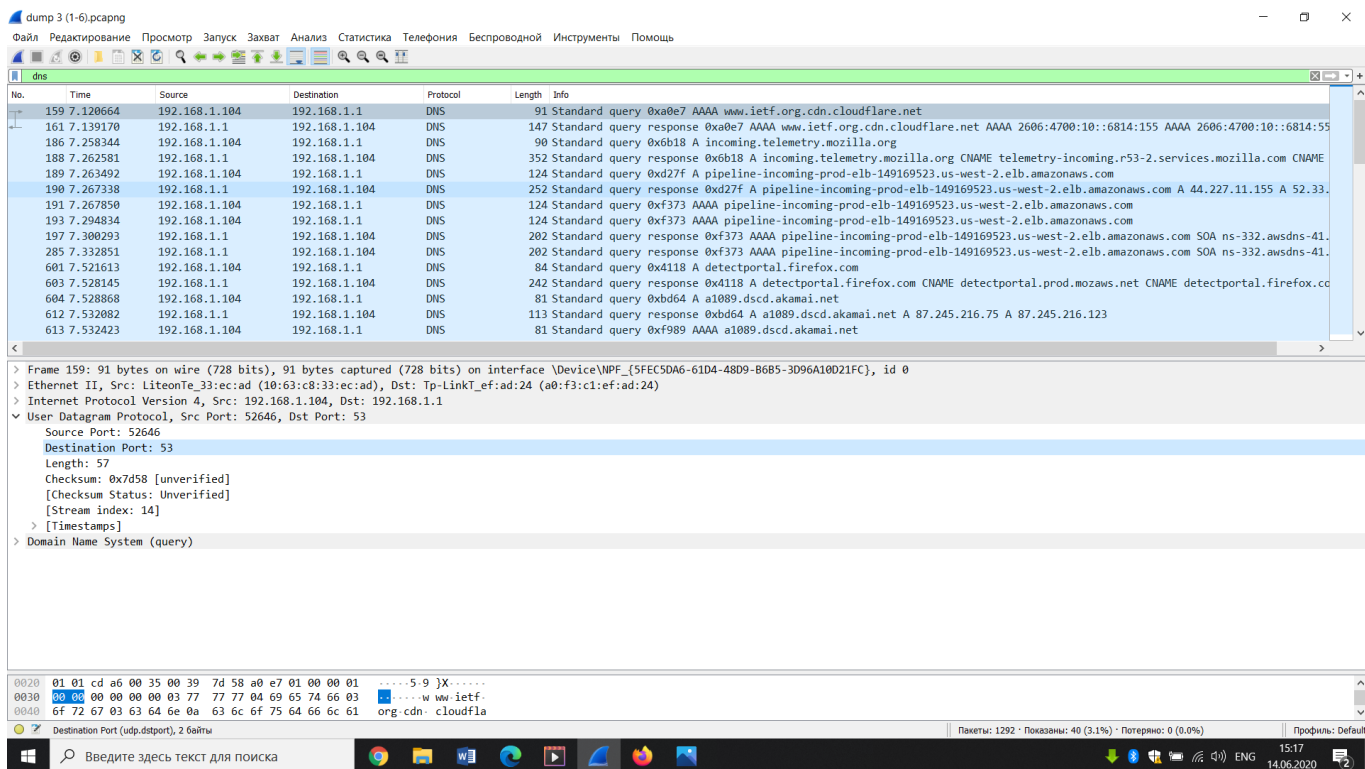 dump 3 (1-6).pcapng
Файл Редактирование Просмотр Запуск Захват Анализ Статистика Телефония Беспроводной Инструменты Помощь
dns
No. Time Source Destination Protocol Length Info
159 7.120664 192.168.1.104 192.168.1.1 DNS 91 Standard query 0xa0e7 AAAA www.ietf.org.cdn.cloudflare.net
161 7.139170 192.168.1.1 192.168.1.104 DNS 147 Standard query response 0xa0e7 AAAA www.ietf.org.cdn.cloudflare.net AAAA 2606:4700:10::6814:155 AAAA 2606:4700:10::6814:55
186 7.258344 192.168.1.104 192.168.1.1 DNS 90 Standard query 0x6b18 A incoming.telemetry.mozilla.org
188 7.262581 192.168.1.1 192.168.1.104 DNS 352 Standard query response 0x6b18 A incoming.telemetry.mozilla.org CNAME telemetry-incoming.r53-2.services.mozilla.com CNAME
189 7.263492 192.168.1.104 192.168.1.1 DNS 124 Standard query 0xd27f A pipeline-incoming-prod-elb-149169523.us-west-2.elb.amazonaws.com
190 7.267338 192.168.1.1 192.168.1.104 DNS 252 Standard query response 0xd27f A pipeline-incoming-prod-elb-149169523.us-west-2.elb.amazonaws.com A 44.227.11.155 A 52.33.
191 7.267850 192.168.1.104 192.168.1.1 DNS 124 Standard query 0xf373 AAAA pipeline-incoming-prod-elb-149169523.us-west-2.elb.amazonaws.com
193 7.294834 192.168.1.104 192.168.1.1 DNS 124 Standard query 0xf373 AAAA pipeline-incoming-prod-elb-149169523.us-west-2.elb.amazonaws.com
197 7.300293 192.168.1.1 192.168.1.104 DNS 202 Standard query response 0xf373 AAAA pipeline-incoming-prod-elb-149169523.us-west-2.elb.amazonaws.com SOA ns-332.awsdns-41.
285 7.332851 192.168.1.1 192.168.1.104 DNS 202 Standard query response 0xf373 AAAA pipeline-incoming-prod-elb-149169523.us-west-2.elb.amazonaws.com SOA ns-332.awsdns-41.
601 7.521613 192.168.1.104 192.168.1.1 DNS 84 Standard query 0x4118 A detectportal.firefox.com
603 7.528145 192.168.1.1 192.168.1.104 DNS 242 Standard query response 0x4118 A detectportal.firefox.com CNAME detectportal.prod.mozaws.net CNAME detectportal.firefox.co
604 7.528868 192.168.1.104 192.168.1.1 DNS 81 Standard query 0xbd64 A a1089.dscd.akamai.net
612 7.532082 192.168.1.1 192.168.1.104 DNS 113 Standard query response 0xbd64 A a1089.dscd.akamai.net A 87.245.216.75 A 87.245.216.123
613 7.532423 192.168.1.104 192.168.1.1 DNS 81 Standard query 0xf989 AAAA a1089.dscd.akamai.net
Frame 159: 91 bytes on wire (728 bits), 91 bytes captured (728 bits) on interface \Device\NPF_{5FEC5DA6-61D4-48D9-B6B5-3D96A10D21FC}, id 0
Ethernet II, Src: LiteonTe_33:ec:ad (10:63:c8:33:ec:ad), Dst: Tp-LinkT_ef:ad:24 (a0:f3:c1:ef:ad:24)
Internet Protocol Version 4, Src: 192.168.1.104, Dst: 192.168.1.1
User Datagram Protocol, Src Port: 52646, Dst Port: 53
Source Port: 52646
Destination Port: 53
Length: 57
Checksum: 0x7d58 [unverified]
[Checksum Status: Unverified]
[Stream index: 14]
[Timestamps]
Domain Name System (query)
0020 01 01 cd a6 00 35 00 39 7d 58 a0 e7 01 00 00 01 ·····5·9 }X······
0030 00 00 00 00 00 00 03 77 77 77 04 69 65 74 66 03 ·······w ww·ietf·
0040 6f 72 67 03 63 64 6e 0a 63 6c 6f 75 64 66 6c 61 org·cdn· cloudfla
Destination Port (udp.dstport), 2 байты Пакеты: 1292 · Показаны: 40 (3.1%) · Потеряно: 0 (0.0%) Профиль: Default
Введите здесь текст для поиска ENG 15:17
14.06.2020 2